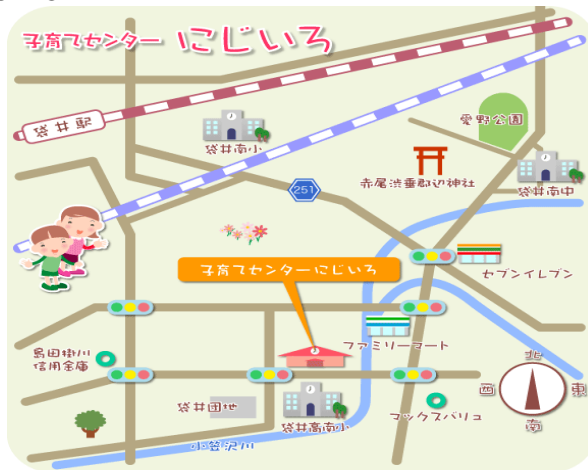 子育てセンター にじいろ
袋井駅
袋井南小
愛野公園
251
赤尾渋垂郡辺神社
袋井南中
子育てセンターにじいろ
セブンイレブン
ファミリーマート
島田掛川
信用金庫
袋井団地
袋井高南小
マックスバリュ
小笠沢川
北
西
東
南